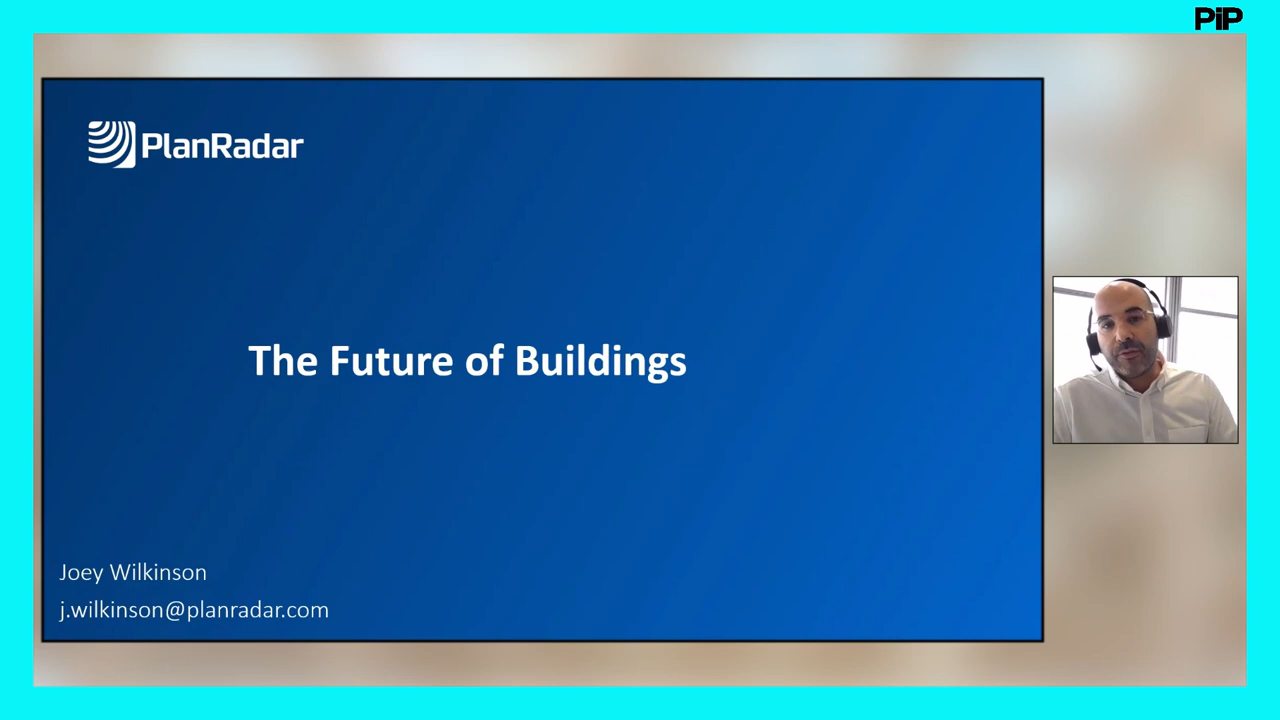 PiP
PlanRadar
The Future of Buildings
Joey Wilkinson
j.wilkinson@planradar.com